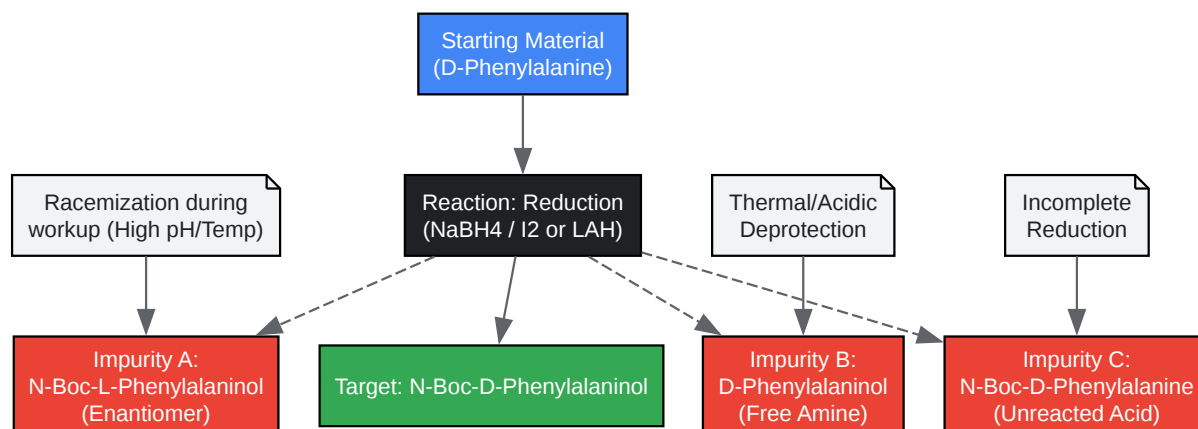 Starting Material
(D-Phenylalanine)
Racemization during
workup (High pH/Temp)
Reaction: Reduction
(NaBH4 / I2 or LAH)
Thermal/Acidic
Deprotection
Incomplete
Reduction
Impurity A:
N-Boc-L-Phenylalaninol
(Enantiomer)
Target: N-Boc-D-Phenylalaninol
Impurity B:
D-Phenylalaninol
(Free Amine)
Impurity C:
N-Boc-D-Phenylalanine
(Unreacted Acid)